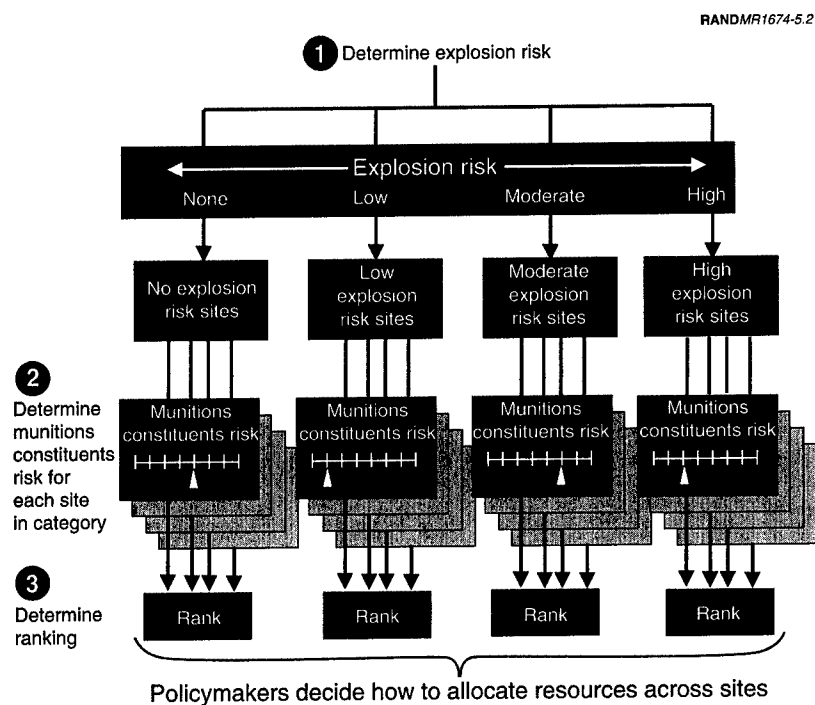 RANDMR1674-5.2
1 Determine explosion risk
Explosion risk
None Low Moderate High
No explosion
risk sites
Low
explosion
risk sites
Moderate
explosion
risk sites
High
explosion
risk sites
2
Determine
munitions
constituents
risk for
each site
in category
Munitions
constituents risk
Munitions
constituents risk
Munitions
constituents risk
Munitions
constituents risk
3
Determine
ranking
Rank
Rank
Rank
Rank
Policymakers decide how to allocate resources across sites